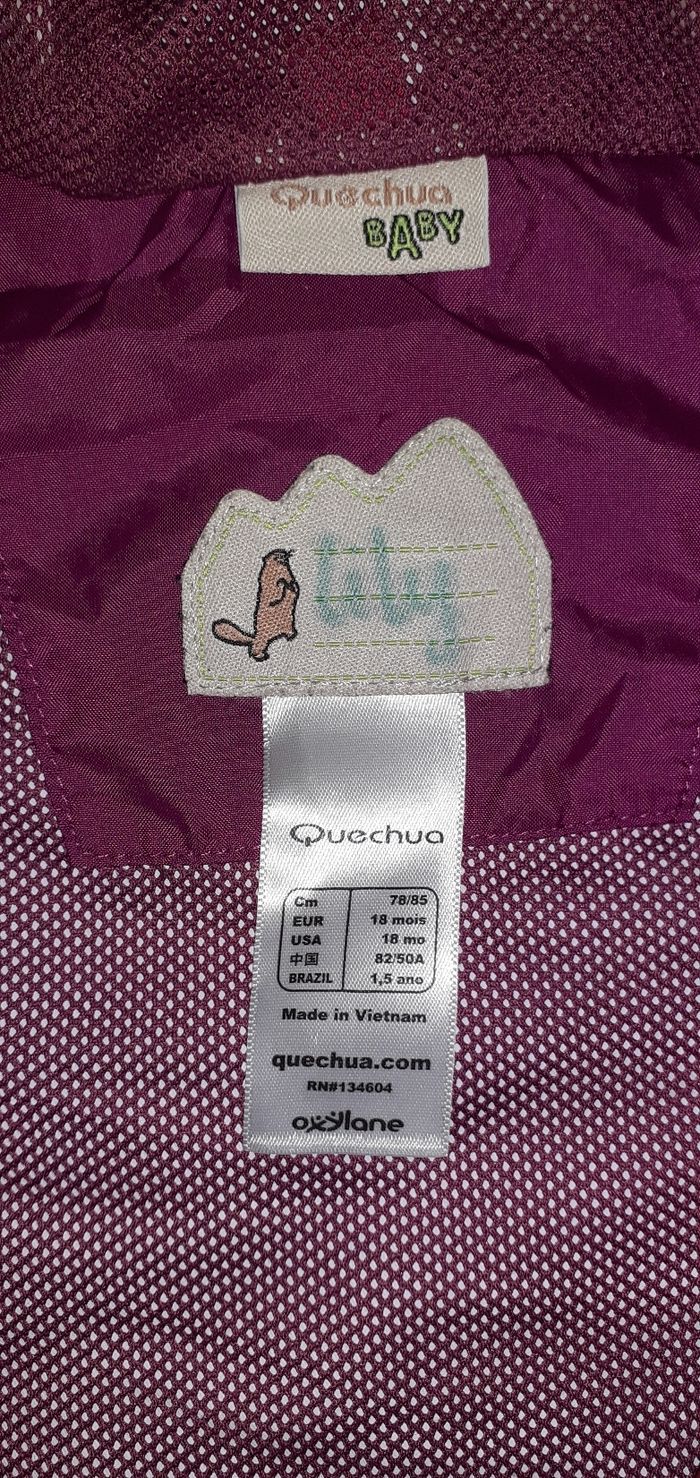 Quechua
BABY
Lily
Quechua
Cm 78/85
EUR 18 mois
USA 18 mo
中国 82/50A
BRAZIL 1,5 ano
Made in Vietnam
quechua.com
RN#134604
oxylane